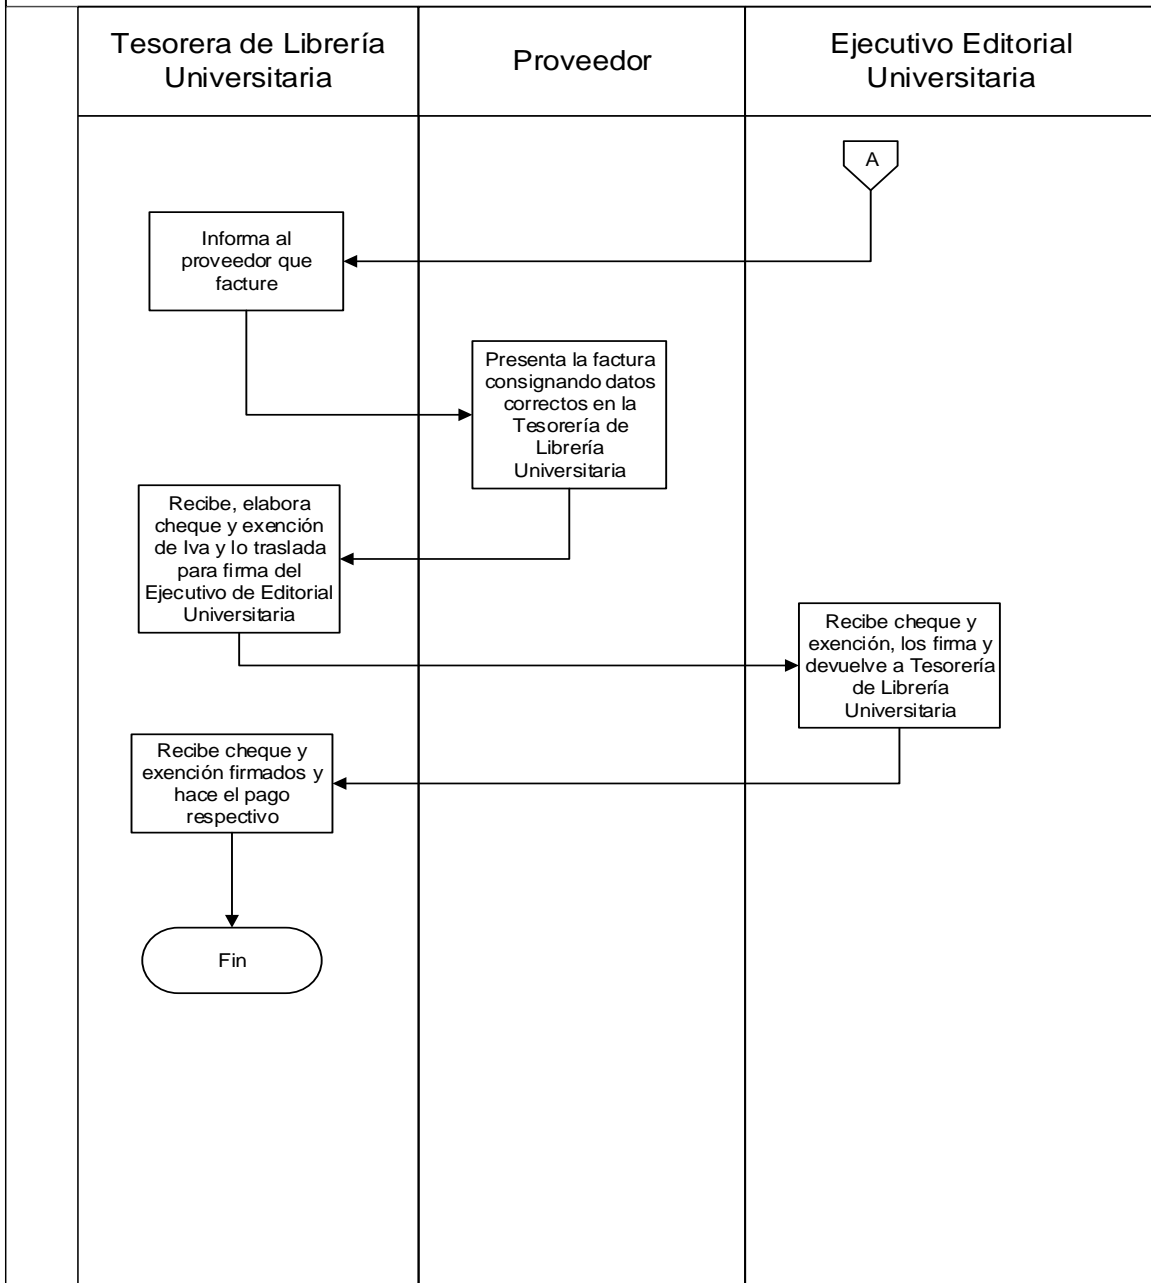 Tesorera de Librería
Universitaria
Proveedor
Ejecutivo Editorial
Universitaria
A
Informa al
proveedor que
facture
Presenta la factura
consignando datos
correctos en la
Tesorería de
Librería
Universitaria
Recibe, elabora
cheque y exención
de Iva y lo traslada
para firma del
Ejecutivo de Editorial
Universitaria
Recibe cheque y
exención, los firma y
devuelve a Tesorería
de Librería
Universitaria
Recibe cheque y
exención firmados y
hace el pago
respectivo
Fin